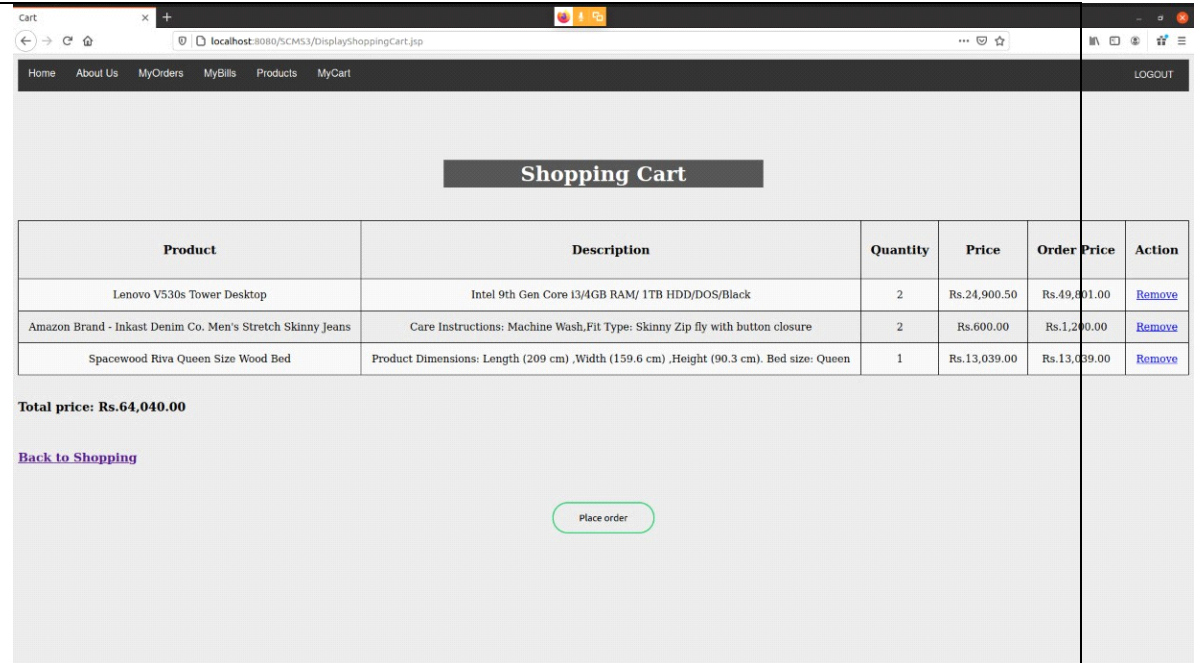 Cart
localhost:8080/SCMS3/DisplayShoppingCart.jsp
Home About Us MyOrders MyBills Products MyCart LOGOUT
Shopping Cart
Product Description Quantity Price Order Price Action
Lenovo V530s Tower Desktop Intel 9th Gen Core i3/4GB RAM/ 1TB HDD/DOS/Black 2 Rs.24,900.50 Rs.49,801.00 Remove
Amazon Brand - Inkast Denim Co. Men's Stretch Skinny Jeans Care Instructions: Machine Wash,Fit Type: Skinny Zip fly with button closure 2 Rs.600.00 Rs.1,200.00 Remove
Spacewood Riva Queen Size Wood Bed Product Dimensions: Length (209 cm) ,Width (159.6 cm) ,Height (90.3 cm). Bed size: Queen 1 Rs.13,039.00 Rs.13,039.00 Remove
Total price: Rs.64,040.00
Back to Shopping
Place order